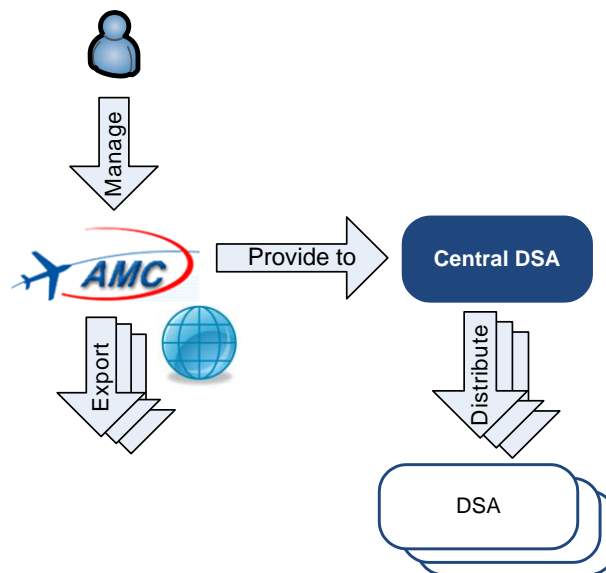 Manage
AMC
Provide to
Central DSA
Export
Distribute
DSA